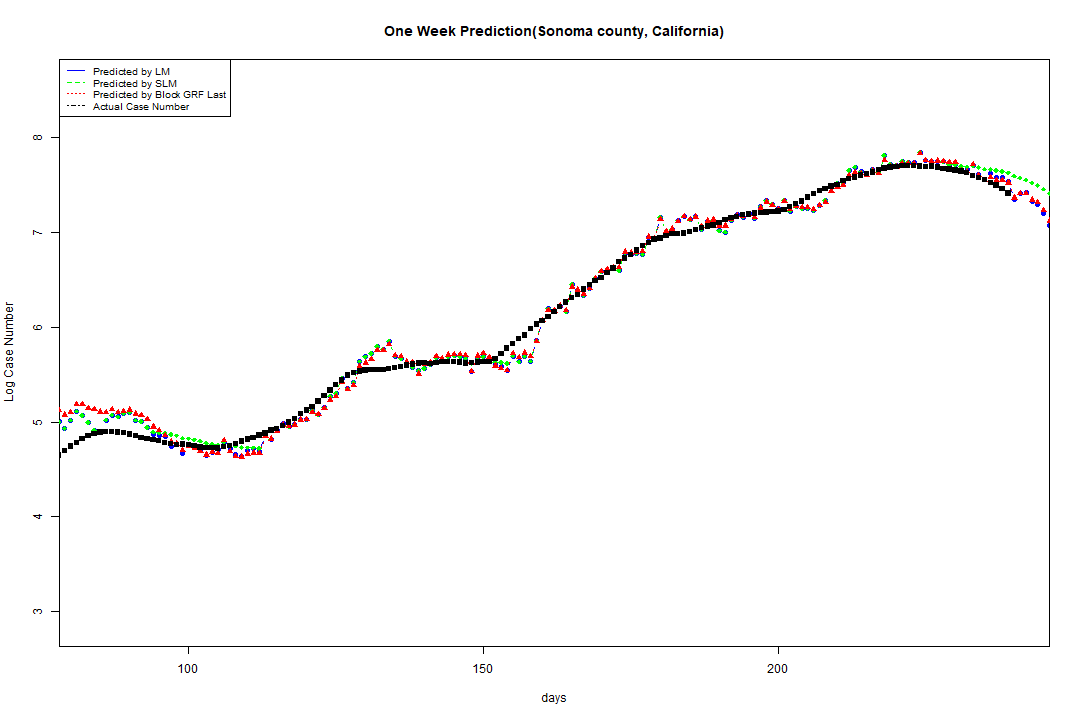 One Week Prediction(Sonoma county, California)
Predicted by LM
Predicted by SLM
Predicted by Block GRF Last
Actual Case Number
8
7
6
5
4
3
Log Case Number
100 150 200
days